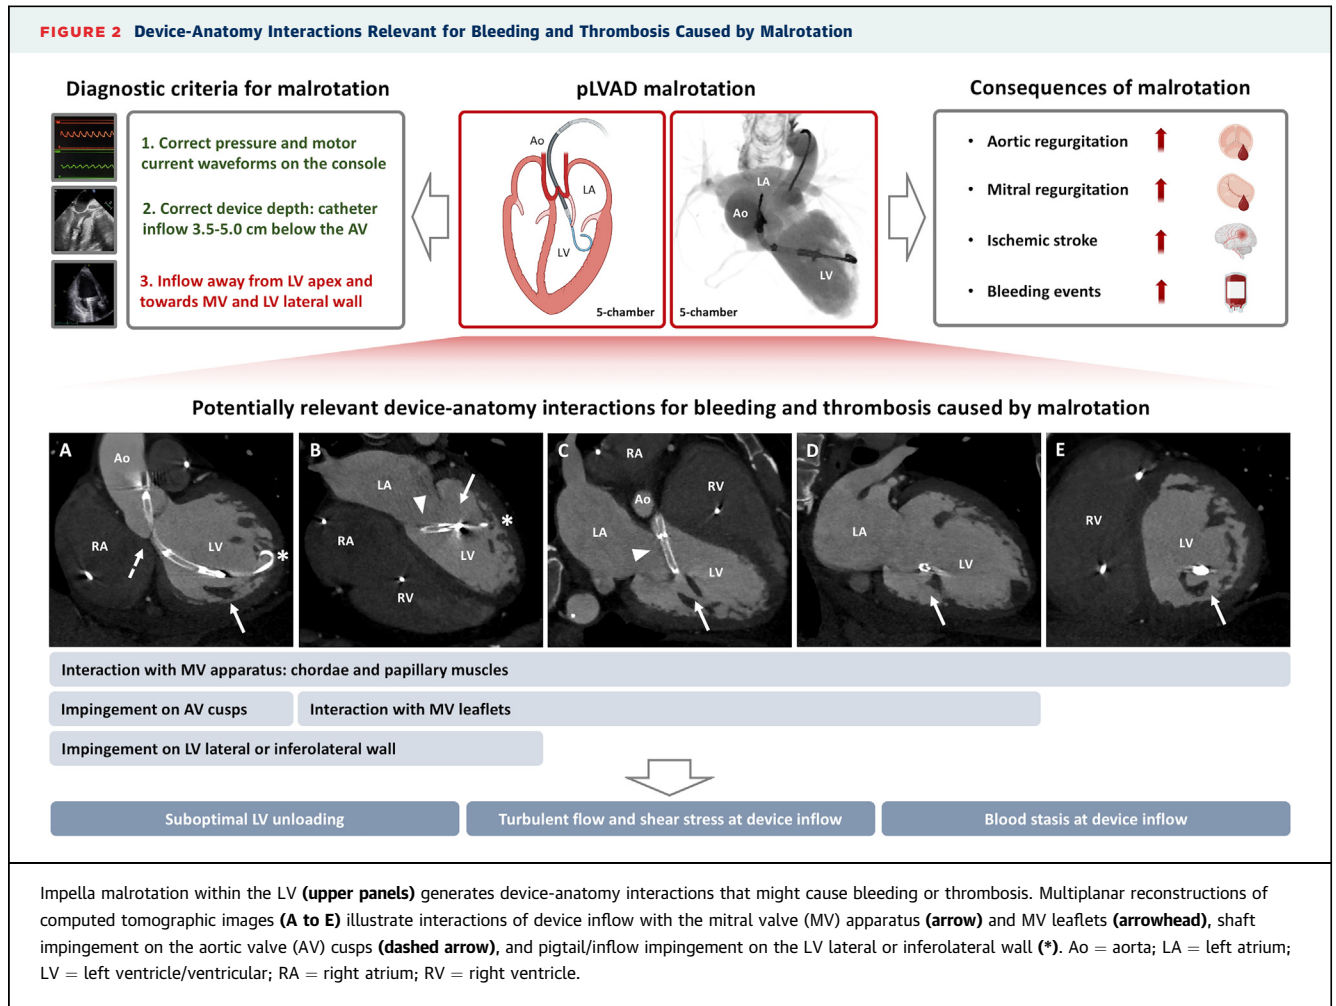 FIGURE 2 Device-Anatomy Interactions Relevant for Bleeding and Thrombosis Caused by Malrotation
Diagnostic criteria for malrotation
1. Correct pressure and motor
current waveforms on the console
2. Correct device depth: catheter
inflow 3.5-5.0 cm below the AV
3. Inflow away from LV apex and
towards MV and LV lateral wall
pLVAD malrotation
Ao
LA
LV
5-chamber
LA
Ao
LV
5-chamber
Consequences of malrotation
• Aortic regurgitation
• Mitral regurgitation
• Ischemic stroke
• Bleeding events
Potentially relevant device-anatomy interactions for bleeding and thrombosis caused by malrotation
A
Ao
RA
LV
*
B
LA
RA
LV
RV
*
C
RA
Ao
RV
LA
LV
D
LA
LV
E
RV
LV
Interaction with MV apparatus: chordae and papillary muscles
Impingement on AV cusps
Interaction with MV leaflets
Impingement on LV lateral or inferolateral wall
Suboptimal LV unloading
Turbulent flow and shear stress at device inflow
Blood stasis at device inflow
Impella malrotation within the LV (upper panels) generates device-anatomy interactions that might cause bleeding or thrombosis. Multiplanar reconstructions of
computed tomographic images (A to E) illustrate interactions of device inflow with the mitral valve (MV) apparatus (arrow) and MV leaflets (arrowhead), shaft
impingement on the aortic valve (AV) cusps (dashed arrow), and pigtail/inflow impingement on the LV lateral or inferolateral wall (*). Ao = aorta; LA = left atrium;
LV = left ventricle/ventricular; RA = right atrium; RV = right ventricle.